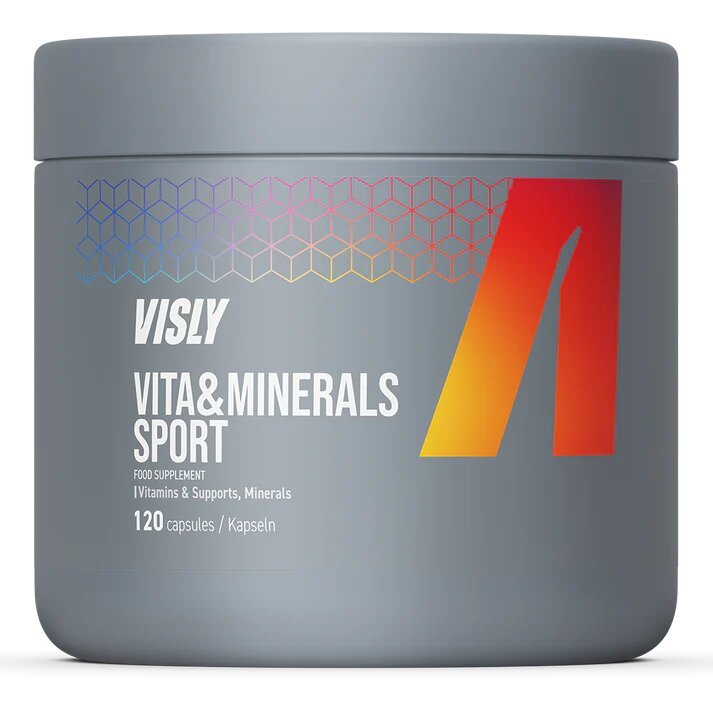 VISLY
VITA&MINERALS
SPORT
FOOD SUPPLEMENT
|Vitamins & Supports, Minerals
120 capsules / Kapseln